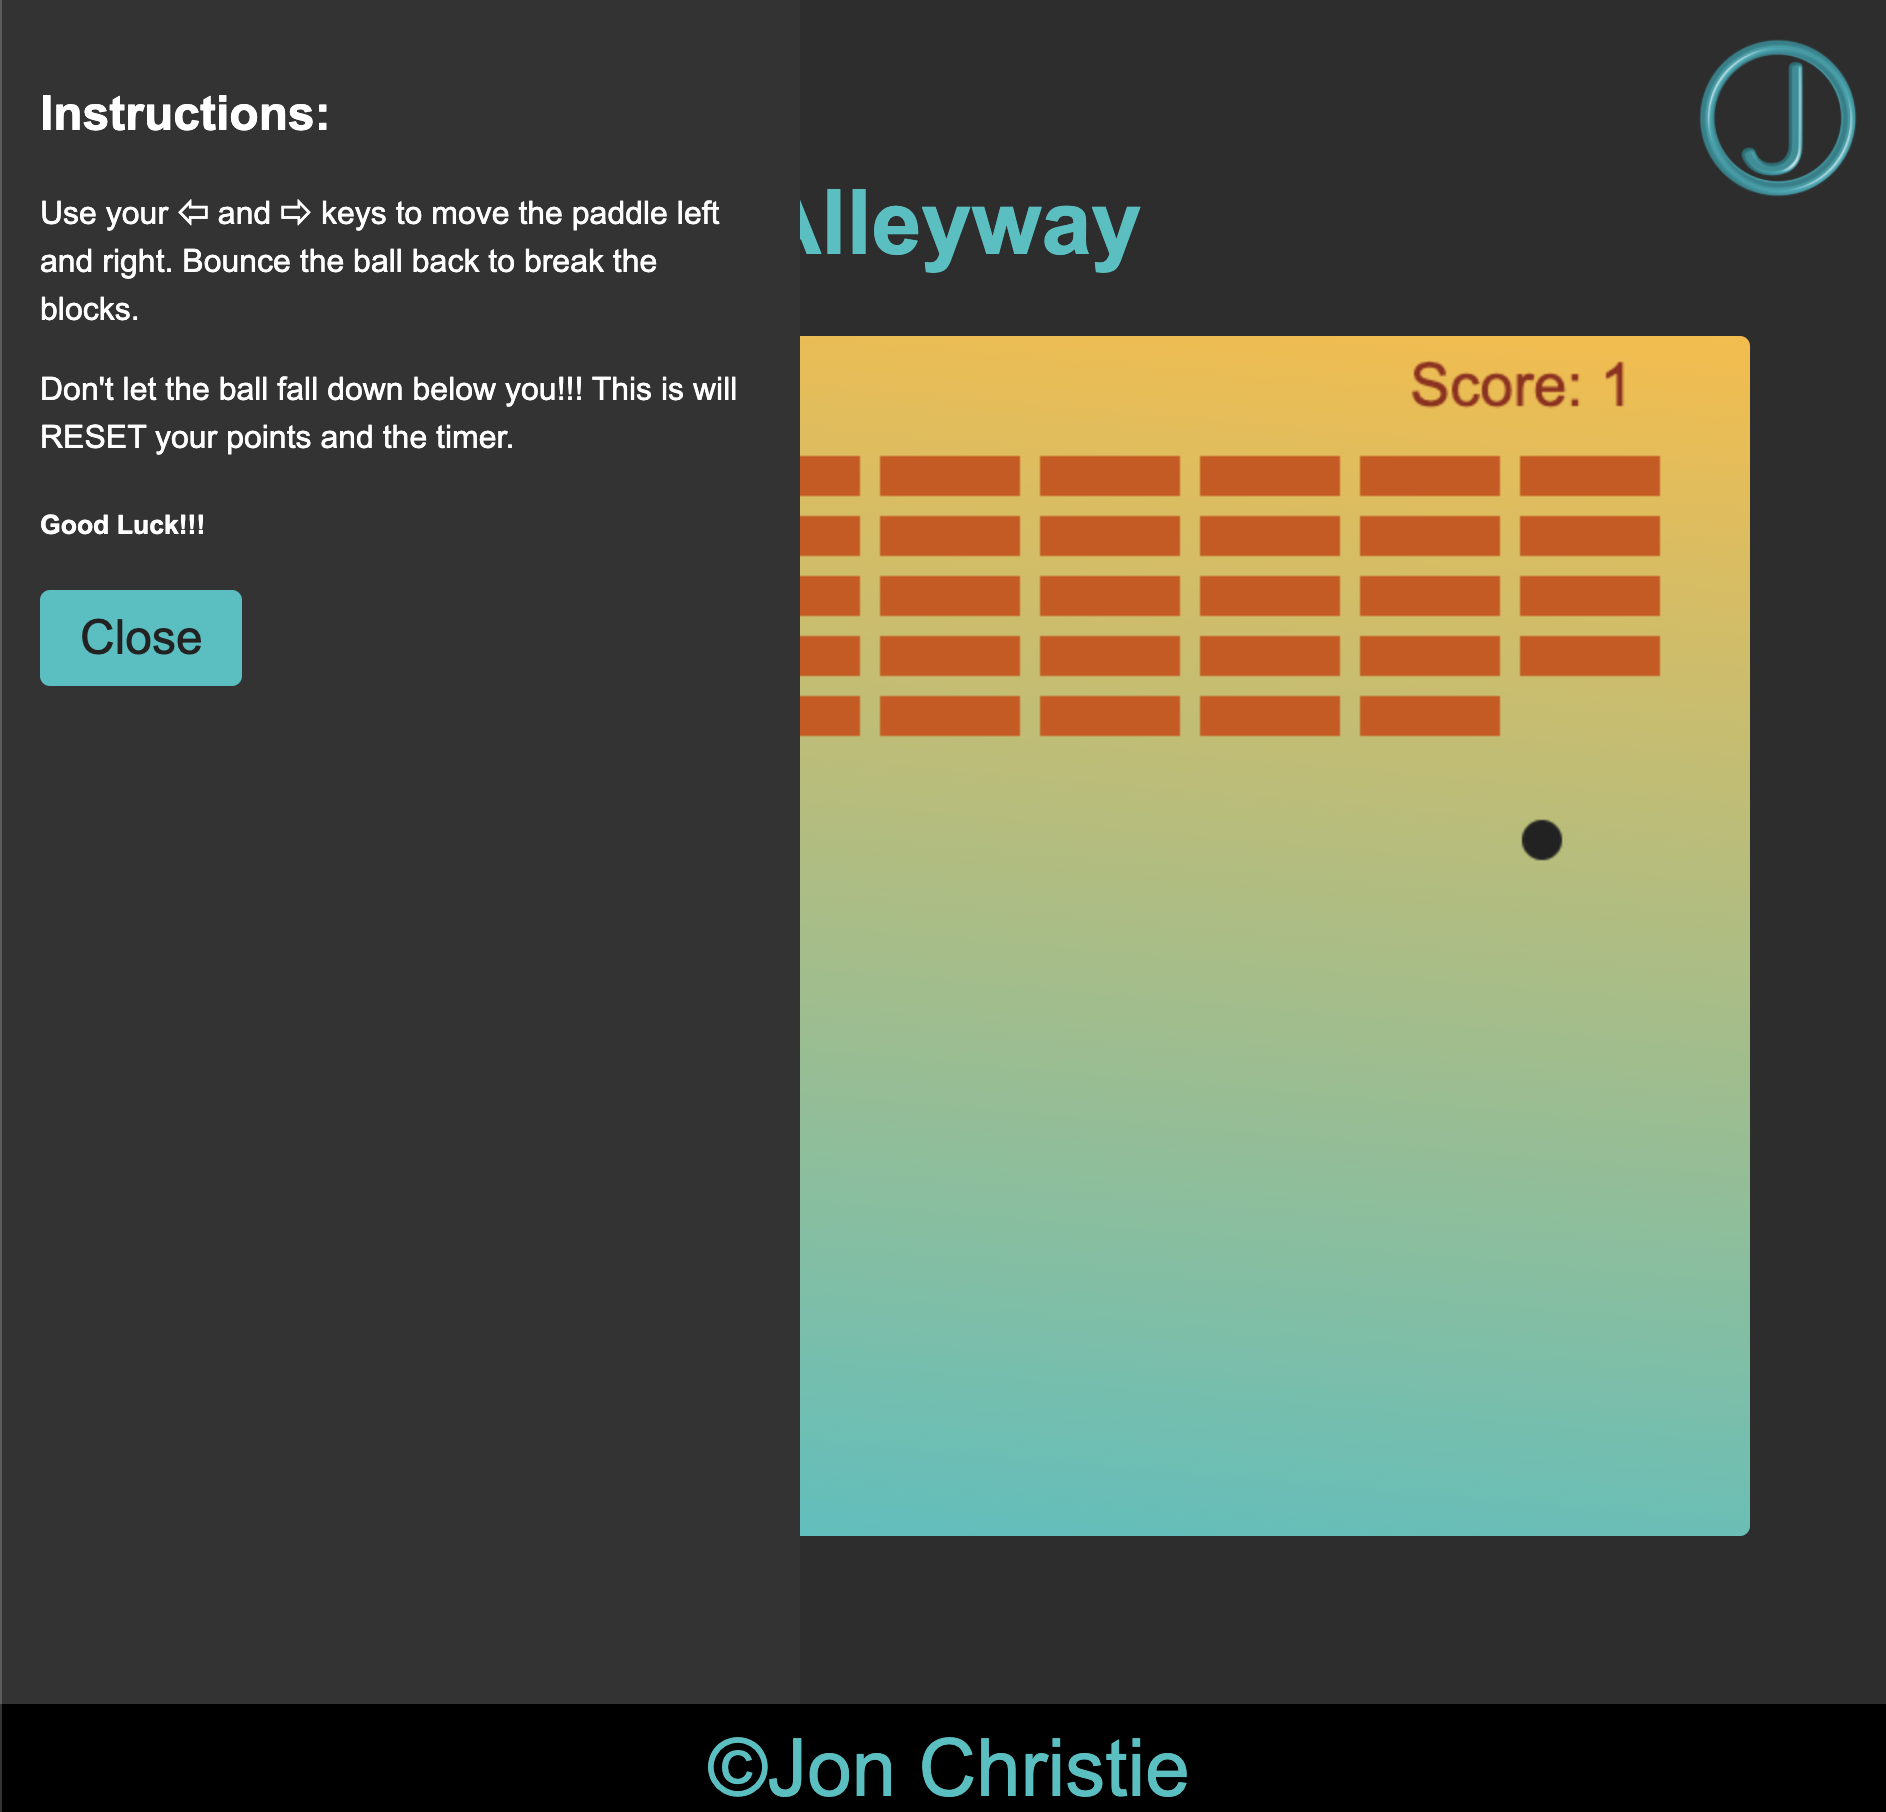 Instructions:
Use your ⇦ and ⇨ keys to move the paddle left
and right. Bounce the ball back to break the
blocks.
Don't let the ball fall down below you!!! This is will
RESET your points and the timer.
Good Luck!!!
Close
Alleyway
Score: 1
J
©Jon Christie